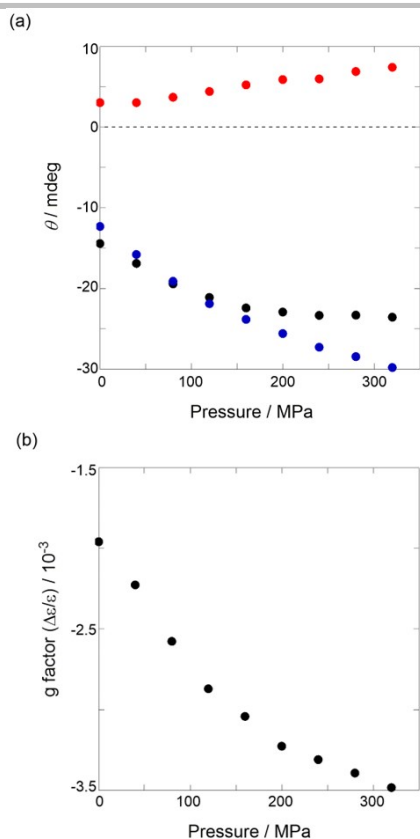 (a)
10
0
-10
-20
-30
θ / mdeg
0
100
200
300
Pressure / MPa
(b)
-1.5
-2.5
-3.5
g factor (Δε/ε) / 10⁻³
0
100
200
300
Pressure / MPa